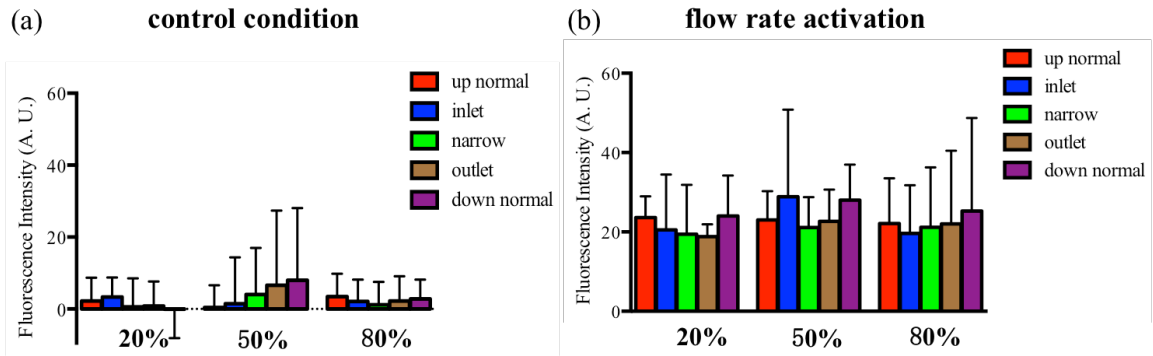 (a)
control condition
Fluorescence Intensity (A. U.)
60
40
20
0
up normal
inlet
narrow
outlet
down normal
20%
50%
80%
(b)
flow rate activation
Fluorescence Intensity (A. U.)
60
40
20
0
up normal
inlet
narrow
outlet
down normal
20%
50%
80%